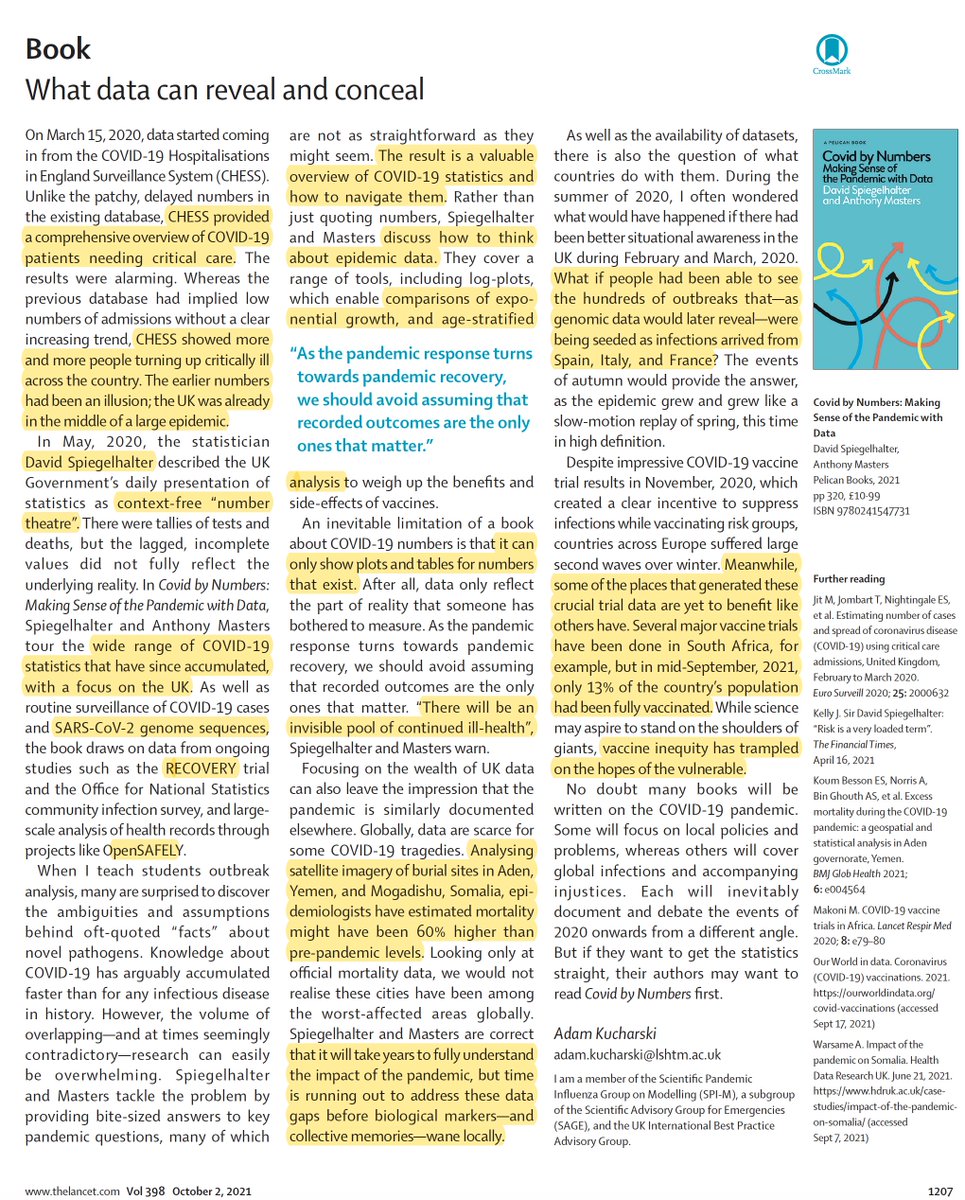 Book
What data can reveal and conceal
On March 15, 2020, data started coming
in from the COVID-19 Hospitalisations
in England Surveillance System (CHESS).
Unlike the patchy, delayed numbers in
the existing database, CHESS provided
a comprehensive overview of COVID-19
patients needing critical care. The
results were alarming. Whereas the
previous database had implied low
numbers of admissions without a clear
increasing trend, CHESS showed more
and more people turning up critically ill
across the country. The earlier numbers
had been an illusion; the UK was already
in the middle of a large epidemic.
In May, 2020, the statistician
David Spiegelhalter described the UK
Government's daily presentation of
statistics as context-free "number
theatre". There were tallies of tests and
deaths, but the lagged, incomplete
values did not fully reflect the
underlying reality. In Covid by Numbers:
Making Sense of the Pandemic with Data,
Spiegelhalter and Anthony Masters
tour the wide range of COVID-19
statistics that have since accumulated,
with a focus on the UK. As well as
routine surveillance of COVID-19 cases
and SARS-CoV-2 genome sequences,
the book draws on data from ongoing
studies such as the RECOVERY trial
and the Office for National Statistics
community infection survey, and large-
scale analysis of health records through
projects like OpenSAFELY.
When I teach students outbreak
analysis, many are surprised to discover
the ambiguities and assumptions
behind oft-quoted "facts" about
novel pathogens. Knowledge about
COVID-19 has arguably accumulated
faster than for any infectious disease
in history. However, the volume of
overlapping—and at times seemingly
contradictory—research can easily
be overwhelming. Spiegelhalter
and Masters tackle the problem by
providing bite-sized answers to key
pandemic questions, many of which
are not as straightforward as they
might seem. The result is a valuable
overview of COVID-19 statistics and
how to navigate them. Rather than
just quoting numbers, Spiegelhalter
and Masters discuss how to think
about epidemic data. They cover a
range of tools, including log-plots,
which enable comparisons of expo-
nential growth, and age-stratified
"As the pandemic response turns
towards pandemic recovery,
we should avoid assuming that
recorded outcomes are the only
ones that matter."
analysis to weigh up the benefits and
side-effects of vaccines.
An inevitable limitation of a book
about COVID-19 numbers is that it can
only show plots and tables for numbers
that exist. After all, data only reflect
the part of reality that someone has
bothered to measure. As the pandemic
response turns towards pandemic
recovery, we should avoid assuming
that recorded outcomes are the only
ones that matter. "There will be an
invisible pool of continued ill-health",
Spiegelhalter and Masters warn.
Focusing on the wealth of UK data
can also leave the impression that the
pandemic is similarly documented
elsewhere. Globally, data are scarce for
some COVID-19 tragedies. Analysing
satellite imagery of burial sites in Aden,
Yemen, and Mogadishu, Somalia, epi-
demiologists have estimated mortality
might have been 60% higher than
pre-pandemic levels. Looking only at
official mortality data, we would not
realise these cities have been among
the worst-affected areas globally.
Spiegelhalter and Masters are correct
that it will take years to fully understand
the impact of the pandemic, but time
is running out to address these data
gaps before biological markers—and
collective memories—wane locally.
As well as the availability of datasets,
there is also the question of what
countries do with them. During the
summer of 2020, I often wondered
what would have happened if there had
been better situational awareness in the
UK during February and March, 2020.
What if people had been able to see
the hundreds of outbreaks that—as
genomic data would later reveal—were
being seeded as infections arrived from
Spain, Italy, and France? The events
of autumn would provide the answer,
as the epidemic grew and grew like a
slow-motion replay of spring, this time
in high definition.
Despite impressive COVID-19 vaccine
trial results in November, 2020, which
created a clear incentive to suppress
infections while vaccinating risk groups,
countries across Europe suffered large
second waves over winter. Meanwhile,
some of the places that generated these
crucial trial data are yet to benefit like
others have. Several major vaccine trials
have been done in South Africa, for
example, but in mid-September, 2021,
only 13% of the country's population
had been fully vaccinated. While science
may aspire to stand on the shoulders of
giants, vaccine inequity has trampled
on the hopes of the vulnerable.
No doubt many books will be
written on the COVID-19 pandemic.
Some will focus on local policies and
problems, whereas others will cover
global infections and accompanying
injustices. Each will inevitably
document and debate the events of
2020 onwards from a different angle.
But if they want to get the statistics
straight, their authors may want to
read Covid by Numbers first.
Adam Kucharski
adam.kucharski@lshtm.ac.uk
I am a member of the Scientific Pandemic
Influenza Group on Modelling (SPI-M), a subgroup
of the Scientific Advisory Group for Emergencies
(SAGE), and the UK International Best Practice
Advisory Group.
CrossMark
A PELICAN BOOK
Covid by Numbers
Making Sense of
the Pandemic with Data
David Spiegelhalter
and Anthony Masters
Covid by Numbers: Making
Sense of the Pandemic with
Data
David Spiegelhalter,
Anthony Masters
Pelican Books, 2021
pp 320, £10·99
ISBN 9780241547731
Further reading
Jit M, Jombart T, Nightingale ES,
et al. Estimating number of cases
and spread of coronavirus disease
(COVID-19) using critical care
admissions, United Kingdom,
February to March 2020.
Euro Surveill 2020; 25: 2000632
Kelly J. Sir David Spiegelhalter:
"Risk is a very loaded term".
The Financial Times,
April 16, 2021
Koum Besson ES, Norris A,
Bin Ghouth AS, et al. Excess
mortality during the COVID-19
pandemic: a geospatial and
statistical analysis in Aden
governorate, Yemen.
BMJ Glob Health 2021;
6: e004564
Makoni M. COVID-19 vaccine
trials in Africa. Lancet Respir Med
2020; 8: e79–80
Our World in data. Coronavirus
(COVID-19) vaccinations. 2021.
https://ourworldindata.org/
covid-vaccinations (accessed
Sept 17, 2021)
Warsame A. Impact of the
pandemic on Somalia. Health
Data Research UK. June 21, 2021.
https://www.hdruk.ac.uk/case-
studies/impact-of-the-pandemic-
on-somalia/ (accessed
Sept 7, 2021)
www.thelancet.com Vol 398 October 2, 2021
1207